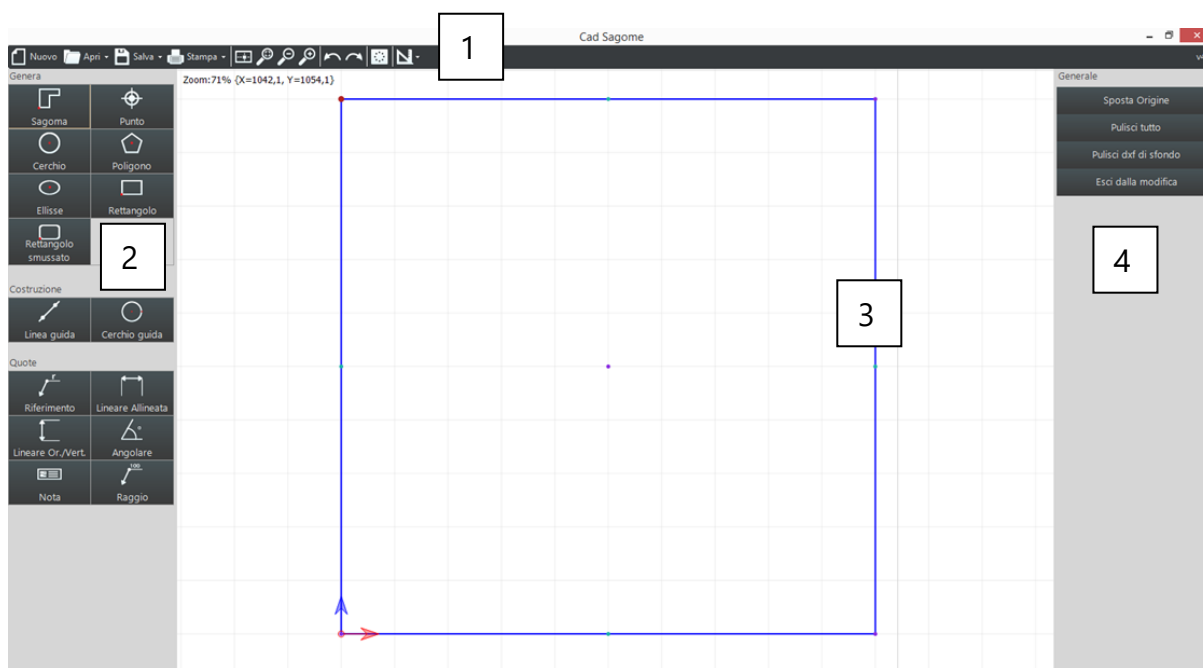 1
Cad Sagome
Nuovo Apri Salva Stampa
Genera
Zoom:71% {X=1042,1, Y=1054,1}
Generale
Sagoma Punto
Cerchio Poligono
Ellisse Rettangolo
Rettangolo
smussato
2
Costruzione
Linea guida Cerchio guida
Quote
Riferimento Lineare Allineata
Lineare Or./Vert. Angolare
Nota Raggio
100
3
Sposta Origine
Pulisci tutto
Pulisci dxf di sfondo
Esci dalla modifica
4